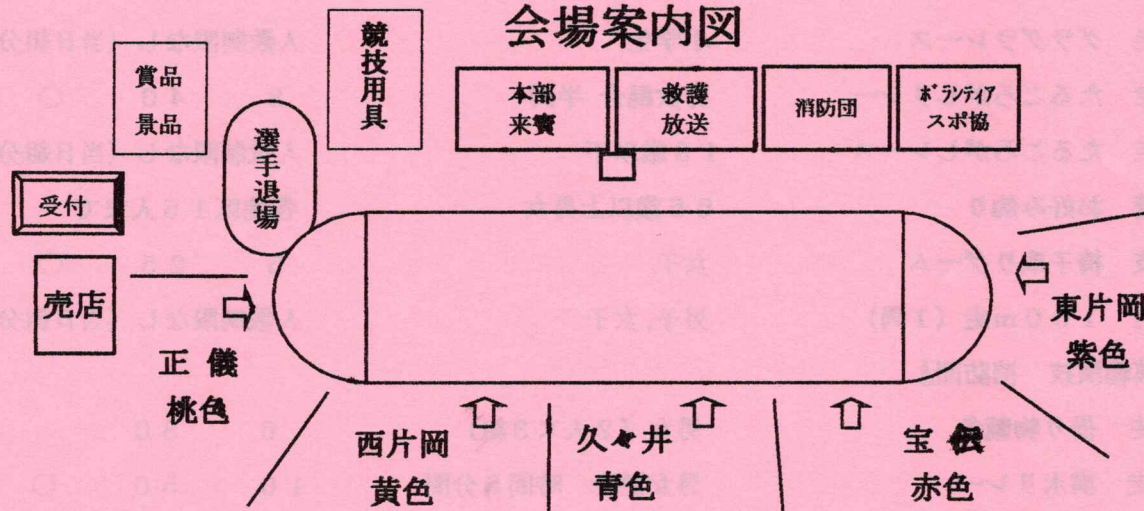 会場案内図
賞品
景品
競技用具
本部
来賓
救護
放送
消防団
ボランティア
スポ協
選手退場
受付
売店
正儀
桃色
西片岡
黄色
久々井
青色
宝伝
赤色
東片岡
紫色